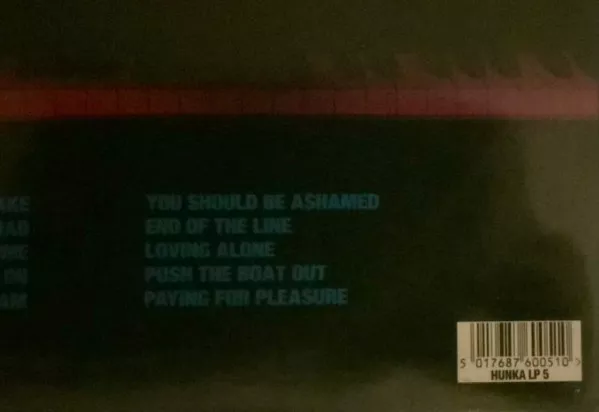 YOU SHOULD BE ASHAMED
END OF THE LINE
LOVING ALONE
ON PUSH THE BOAT OUT
PAYING FOR PLEASURE
5 017687 600510 >
HUNKA LP 5